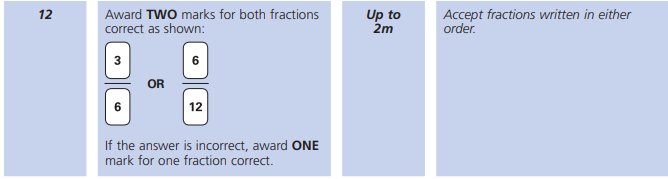 12
Award TWO marks for both fractions
correct as shown:
3
6
OR
6
12
If the answer is incorrect, award ONE
mark for one fraction correct.
Up to
2m
Accept fractions written in either
order.